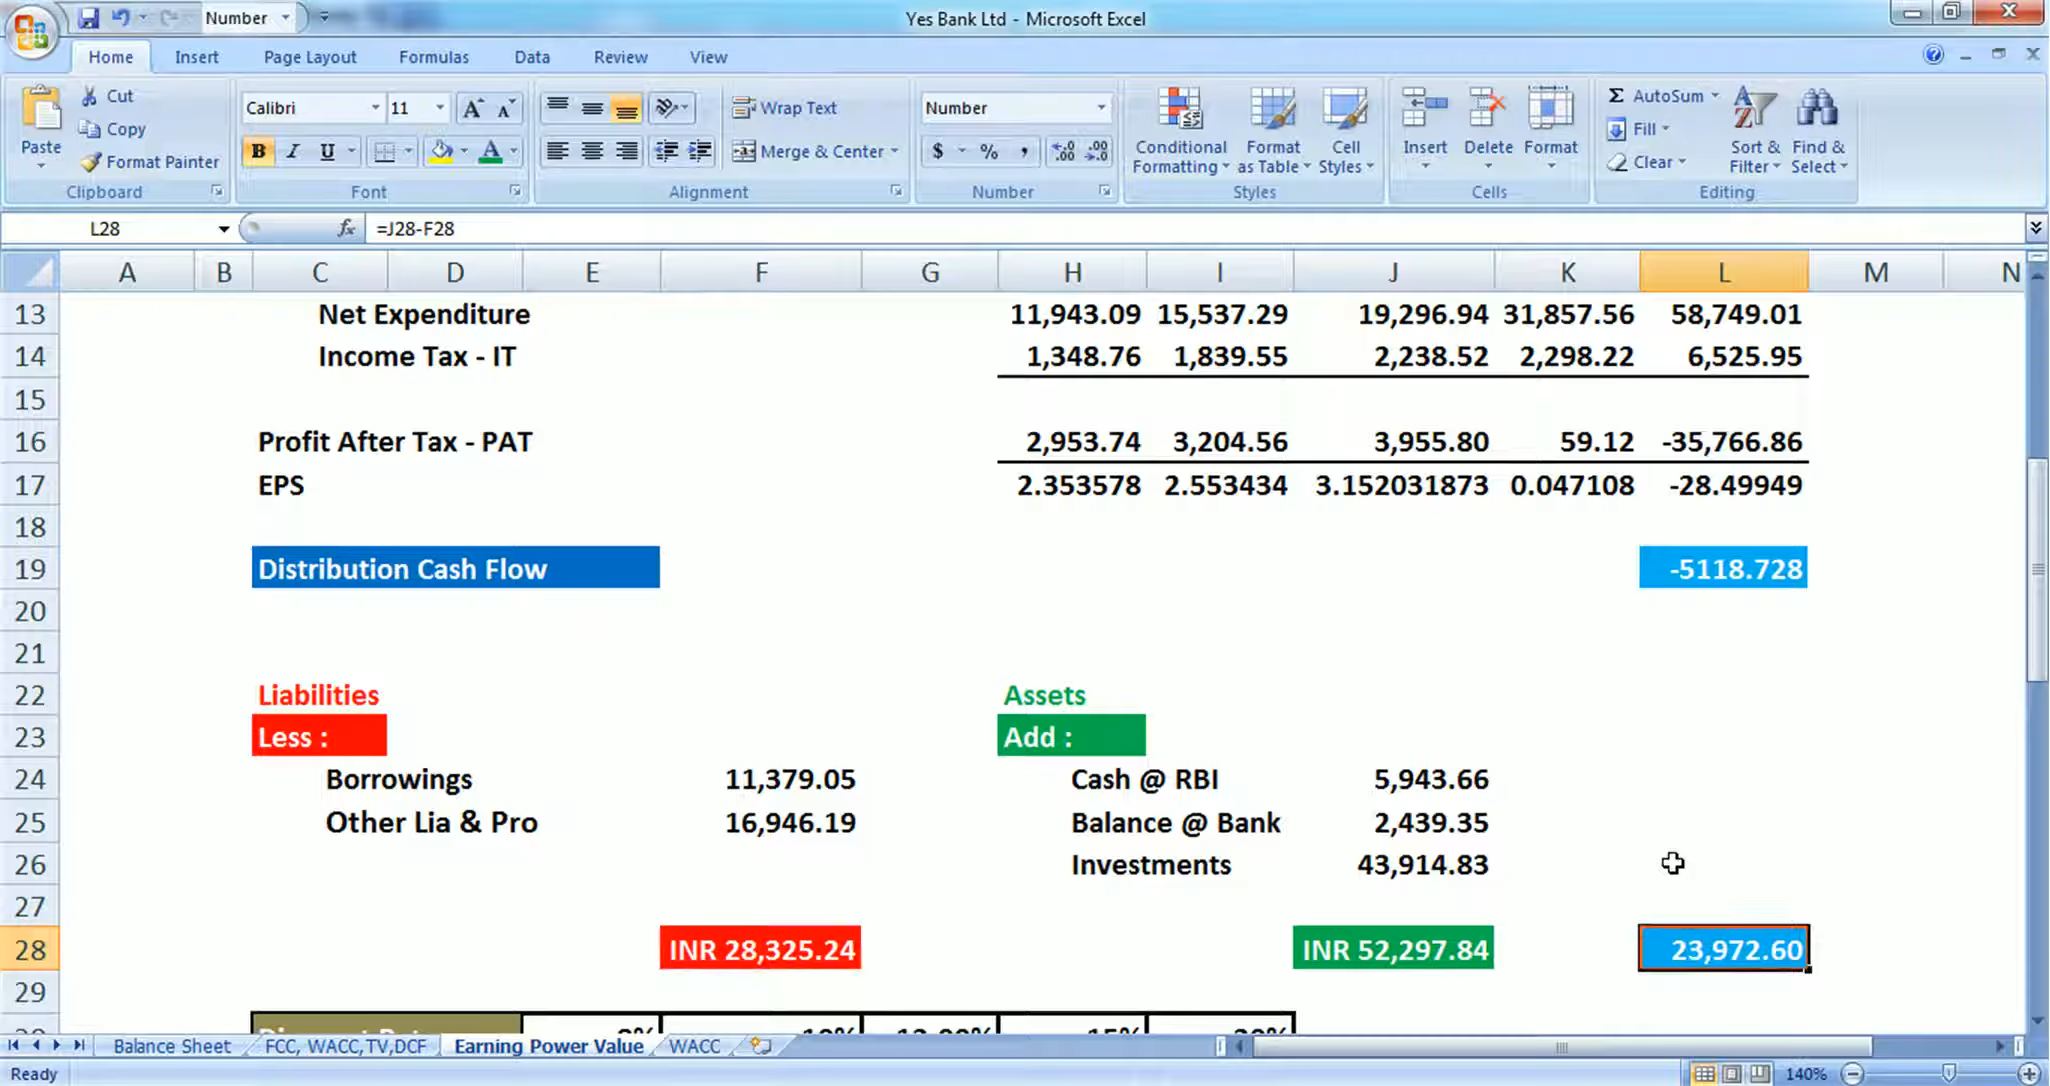 Number
Yes Bank Ltd - Microsoft Excel
Home Insert Page Layout Formulas Data Review View
Paste
Cut
Copy
Format Painter
Clipboard
Calibri 11
B I U
Font
Wrap Text
Merge & Center
Alignment
Number
$ % ,
Number
Conditional Formatting
Format as Table
Cell Styles
Styles
Insert Delete Format
Cells
Σ AutoSum
Fill
Clear
Sort & Filter
Find & Select
Editing
L28 fx =J28-F28
A B C D E F G H I J K L M N
13 Net Expenditure 11,943.09 15,537.29 19,296.94 31,857.56 58,749.01
14 Income Tax - IT 1,348.76 1,839.55 2,238.52 2,298.22 6,525.95
15
16 Profit After Tax - PAT 2,953.74 3,204.56 3,955.80 59.12 -35,766.86
17 EPS 2.353578 2.553434 3.152031873 0.047108 -28.49949
18
19 Distribution Cash Flow -5118.728
20
21
22 Liabilities Assets
23 Less : Add :
24 Borrowings 11,379.05 Cash @ RBI 5,943.66
25 Other Lia & Pro 16,946.19 Balance @ Bank 2,439.35
26 Investments 43,914.83
27
28 INR 28,325.24 INR 52,297.84 23,972.60
29
Balance Sheet FCC, WACC,TV,DCF Earning Power Value WACC
Ready 140%